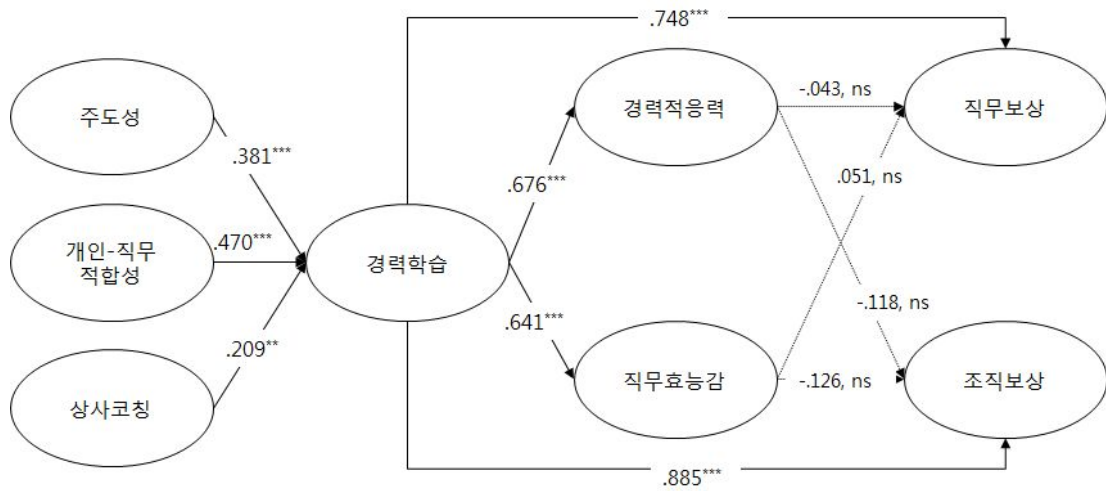 .748***
주도성
경력적응력
-.043, ns
직무보상
.381***
.676***
.051, ns
개인-직무
적합성
.470***
경력학습
.641***
-.118, ns
.209**
상사코칭
직무효능감
-.126, ns
조직보상
.885***